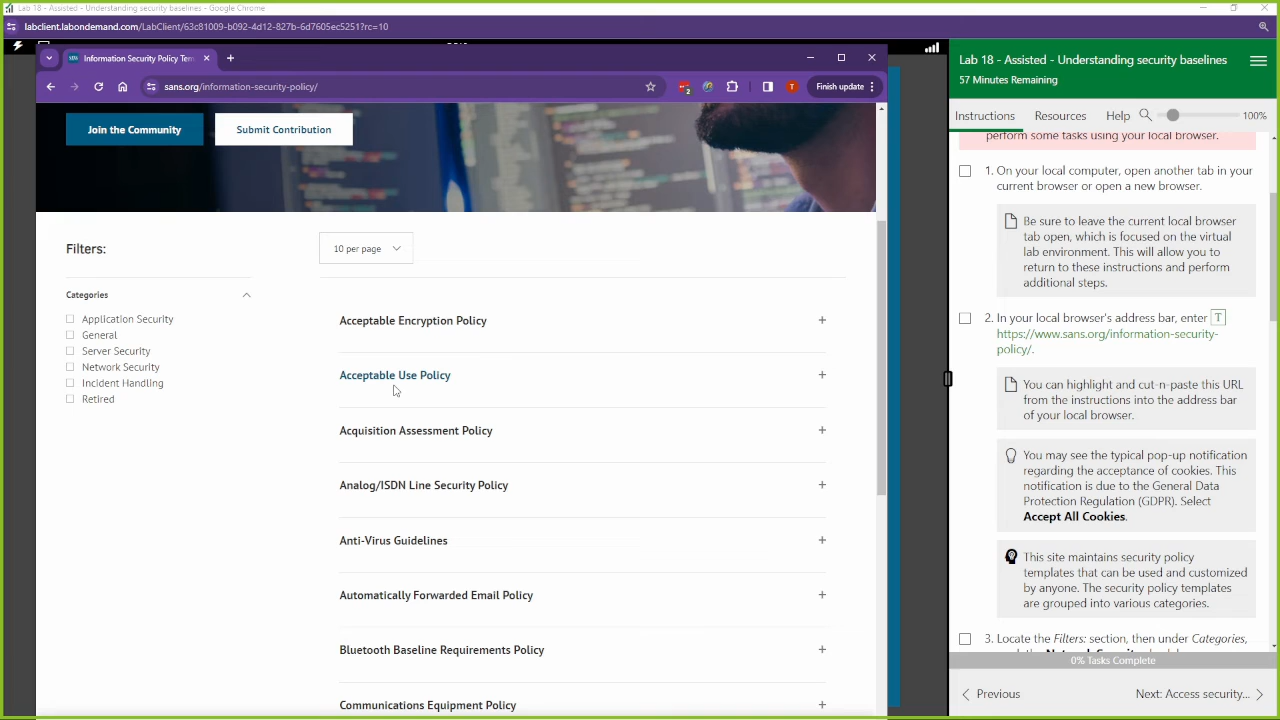 Lab 18 - Assisted - Understanding security baselines - Google Chrome
labclient.labondemand.com/LabClient/63c81009-b092-4d12-827b-6d7605ec5251?rc=10
Information Security Policy Tem
sans.org/information-security-policy/
2
T
Finish update
Join the Community
Submit Contribution
Filters:
10 per page
Categories
Application Security
General
Server Security
Network Security
Incident Handling
Retired
Acceptable Encryption Policy
Acceptable Use Policy
Acquisition Assessment Policy
Analog/ISDN Line Security Policy
Anti-Virus Guidelines
Automatically Forwarded Email Policy
Bluetooth Baseline Requirements Policy
Communications Equipment Policy
Lab 18 - Assisted - Understanding security baselines
57 Minutes Remaining
Instructions
Resources
Help
100%
perform some tasks using your local browser.
1. On your local computer, open another tab in your
current browser or open a new browser.
Be sure to leave the current local browser
tab open, which is focused on the virtual
lab environment. This will allow you to
return to these instructions and perform
additional steps.
2. In your local browser's address bar, enter T
https://www.sans.org/information-security-
policy/.
You can highlight and cut-n-paste this URL
from the instructions into the address bar
of your local browser.
You may see the typical pop-up notification
regarding the acceptance of cookies. This
notification is due to the General Data
Protection Regulation (GDPR). Select
Accept All Cookies.
This site maintains security policy
templates that can be used and customized
by anyone. The security policy templates
are grouped into various categories.
3. Locate the Filters: section, then under Categories,
0% Tasks Complete
Previous
Next: Access security...